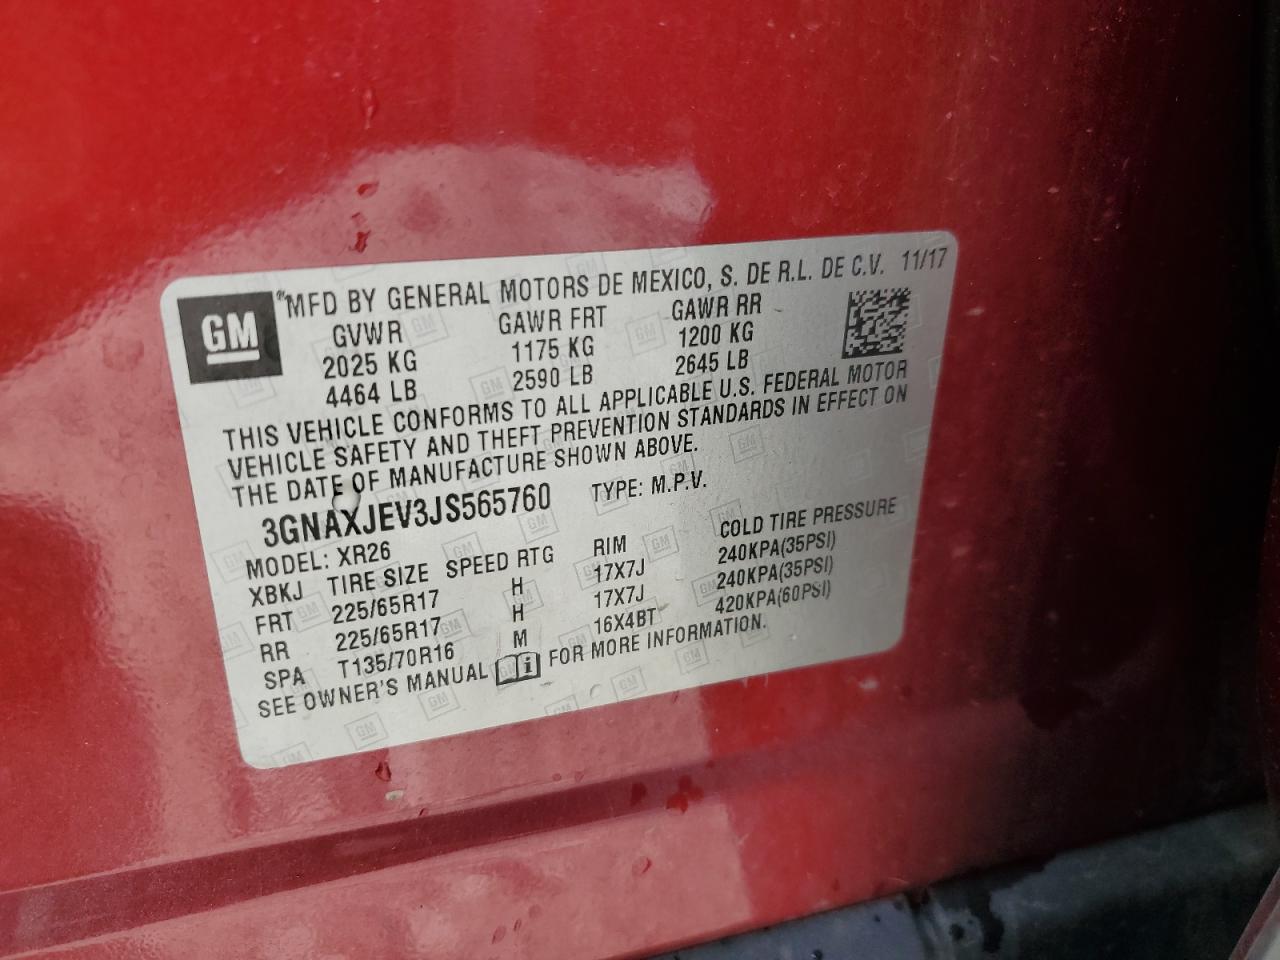 GM
"MFD BY GENERAL MOTORS DE MEXICO, S. DE R.L. DE C.V. 11/17
GVWR GAWR FRT GAWR RR
2025 KG 1175 KG 1200 KG
4464 LB 2590 LB 2645 LB
THIS VEHICLE CONFORMS TO ALL APPLICABLE U.S. FEDERAL MOTOR
VEHICLE SAFETY AND THEFT PREVENTION STANDARDS IN EFFECT ON
THE DATE OF MANUFACTURE SHOWN ABOVE.
3GNAXJEV3JS565760 TYPE: M.P.V.
MODEL: XR26
XBKJ TIRE SIZE SPEED RTG RIM COLD TIRE PRESSURE
FRT 225/65R17 H 17X7J 240KPA(35PSI)
RR 225/65R17 H 17X7J 240KPA(35PSI)
SPA T135/70R16 M 16X4BT 420KPA(60PSI)
SEE OWNER'S MANUAL i FOR MORE INFORMATION.